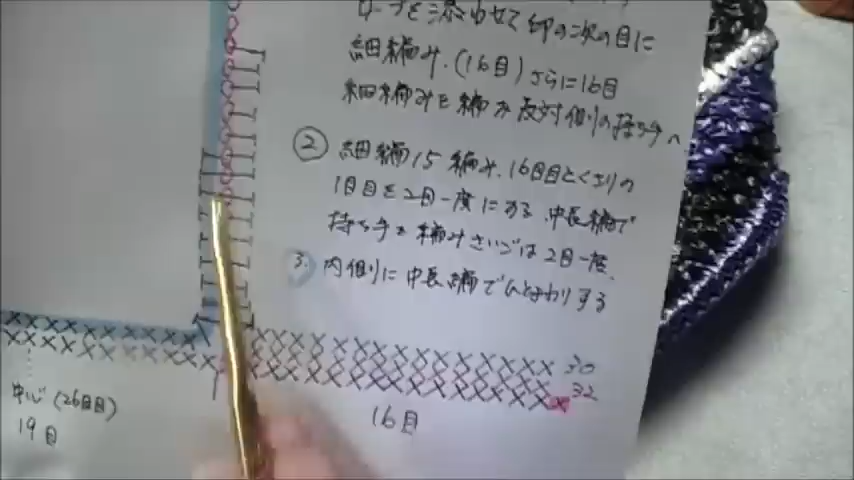 添わせて印の次の目に
細編み.(16目)さらに16目
細編みを編み反対側の持ち手へ
② 細編15編み.16目目とくさりの
1目目を2目一度にする.中長編で
持ち手を編みさいごは2目一度.
3. 内側に中長編でひとまわりする
30
32
16目
中心(26目目)
19目